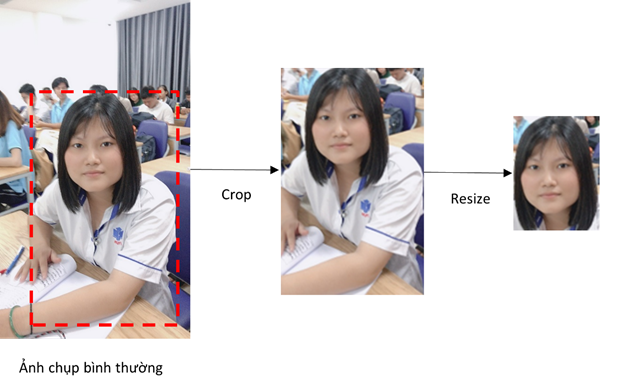 Crop
Resize
Ảnh chụp bình thường